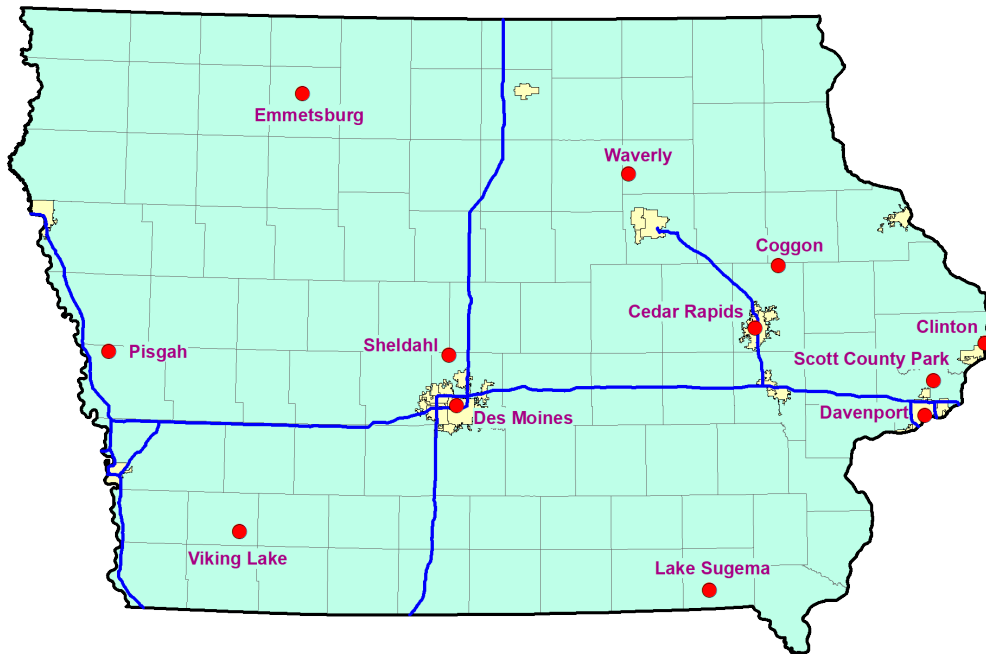 Emmetsburg
Waverly
Coggon
Cedar Rapids
Clinton
Pisgah
Sheldahl
Scott County Park
Des Moines
Davenport
Viking Lake
Lake Sugema